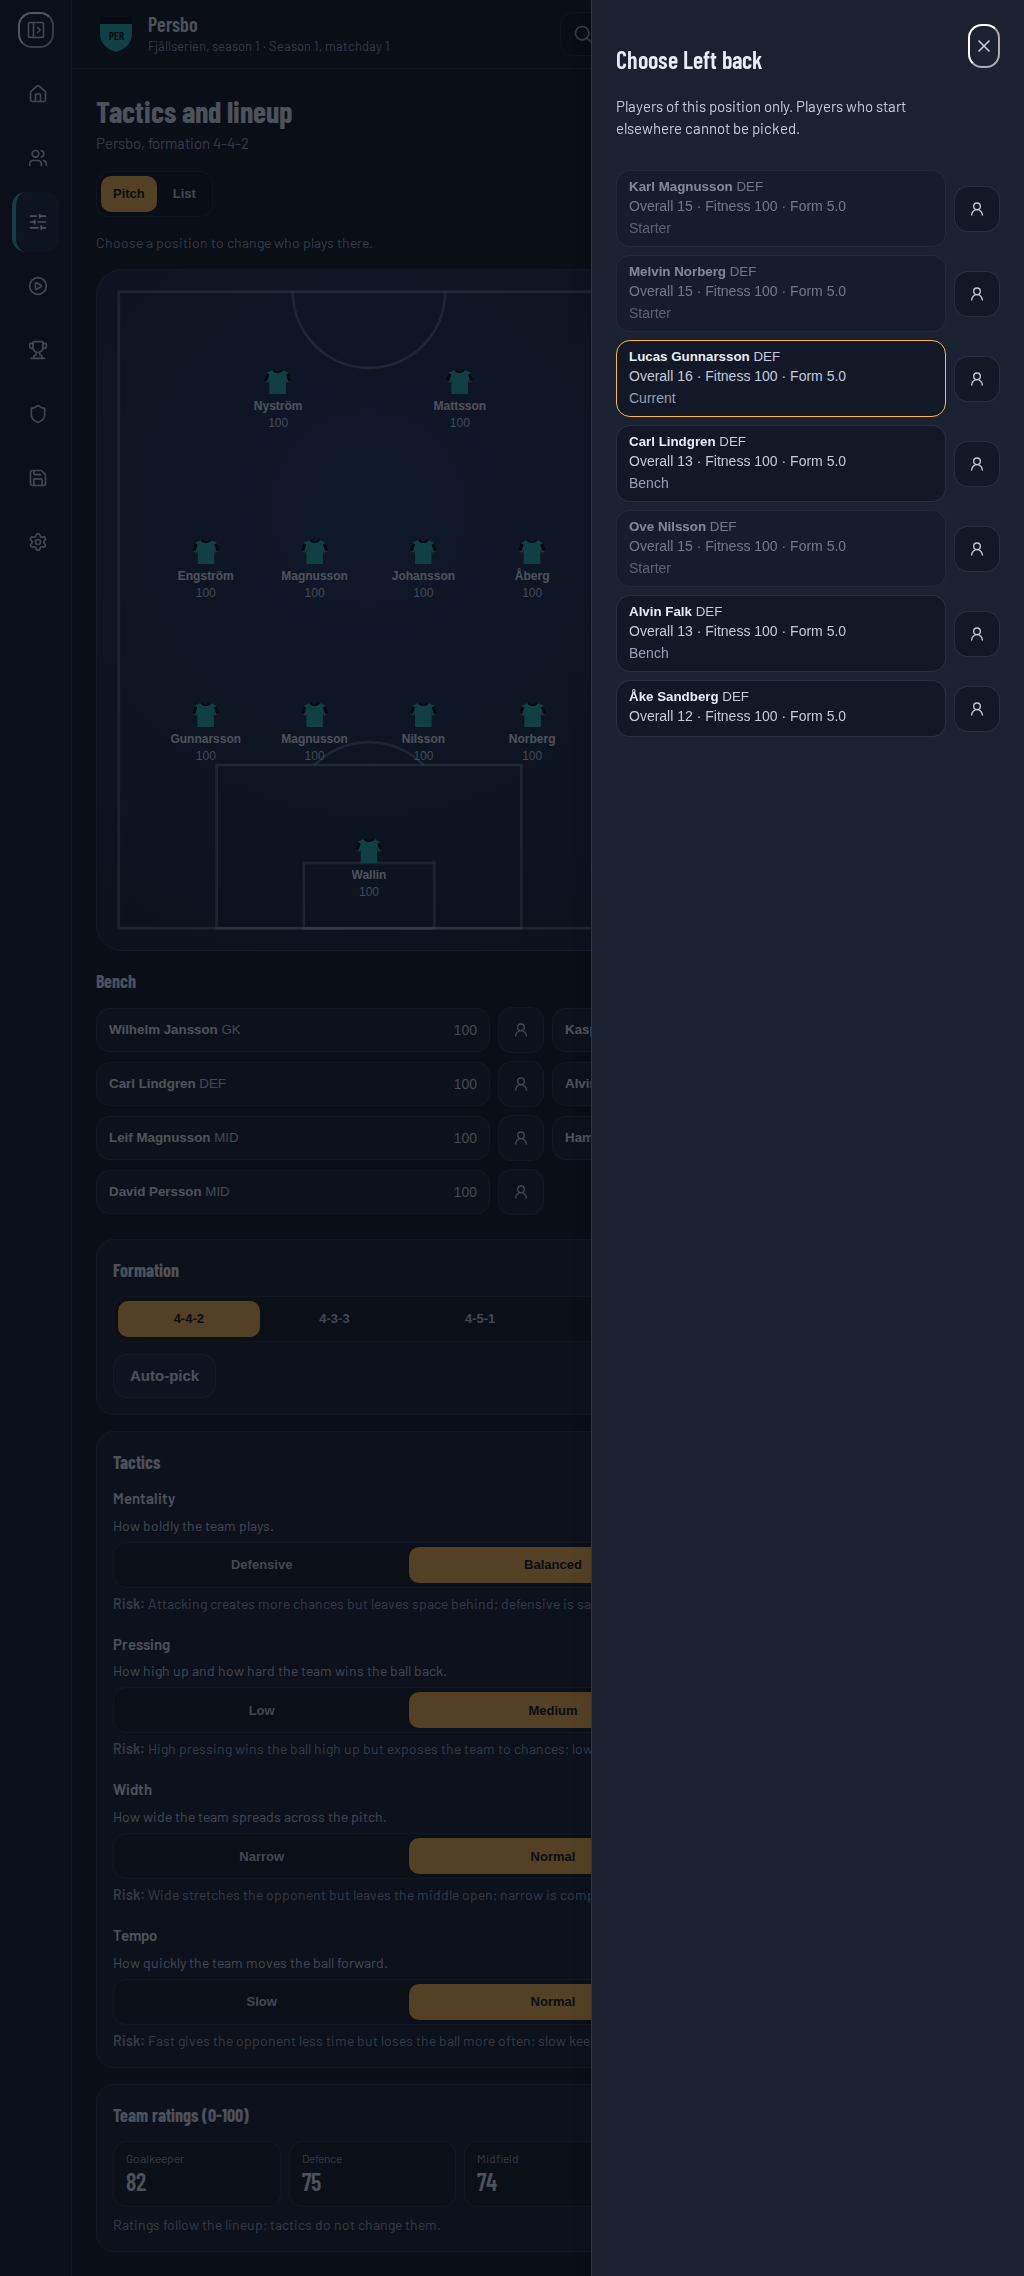 PER
Persbo
Fjällserien, season 1 · Season 1, matchday 1
Tactics and lineup
Persbo, formation 4-4-2
Pitch
List
Choose a position to change who plays there.
Nyström
100
Mattsson
100
Engström
100
Magnusson
100
Johansson
100
Åberg
100
Gunnarsson
100
Magnusson
100
Nilsson
100
Norberg
100
Wallin
100
Bench
Wilhelm Jansson GK
100
Carl Lindgren DEF
100
Leif Magnusson MID
100
David Persson MID
100
Formation
4-4-2
4-3-3
4-5-1
Auto-pick
Tactics
Mentality
How boldly the team plays.
Defensive
Balanced
Risk: Attacking creates more chances but leaves space behind; defensive is
Pressing
How high up and how hard the team wins the ball back.
Low
Medium
Risk: High pressing wins the ball high up but exposes the team to chances;
Width
How wide the team spreads across the pitch.
Narrow
Normal
Risk: Wide stretches the opponent but leaves the middle open; narrow is
Tempo
How quickly the team moves the ball forward.
Slow
Normal
Risk: Fast gives the opponent less time but loses the ball more often; slow
Team ratings (0-100)
Goalkeeper
82
Defence
75
Midfield
74
Ratings follow the lineup; tactics do not change them.
Choose Left back
Players of this position only. Players who start
elsewhere cannot be picked.
Karl Magnusson DEF
Overall 15 · Fitness 100 · Form 5.0
Starter
Melvin Norberg DEF
Overall 15 · Fitness 100 · Form 5.0
Starter
Lucas Gunnarsson DEF
Overall 16 · Fitness 100 · Form 5.0
Current
Carl Lindgren DEF
Overall 13 · Fitness 100 · Form 5.0
Bench
Ove Nilsson DEF
Overall 15 · Fitness 100 · Form 5.0
Starter
Alvin Falk DEF
Overall 13 · Fitness 100 · Form 5.0
Bench
Åke Sandberg DEF
Overall 12 · Fitness 100 · Form 5.0